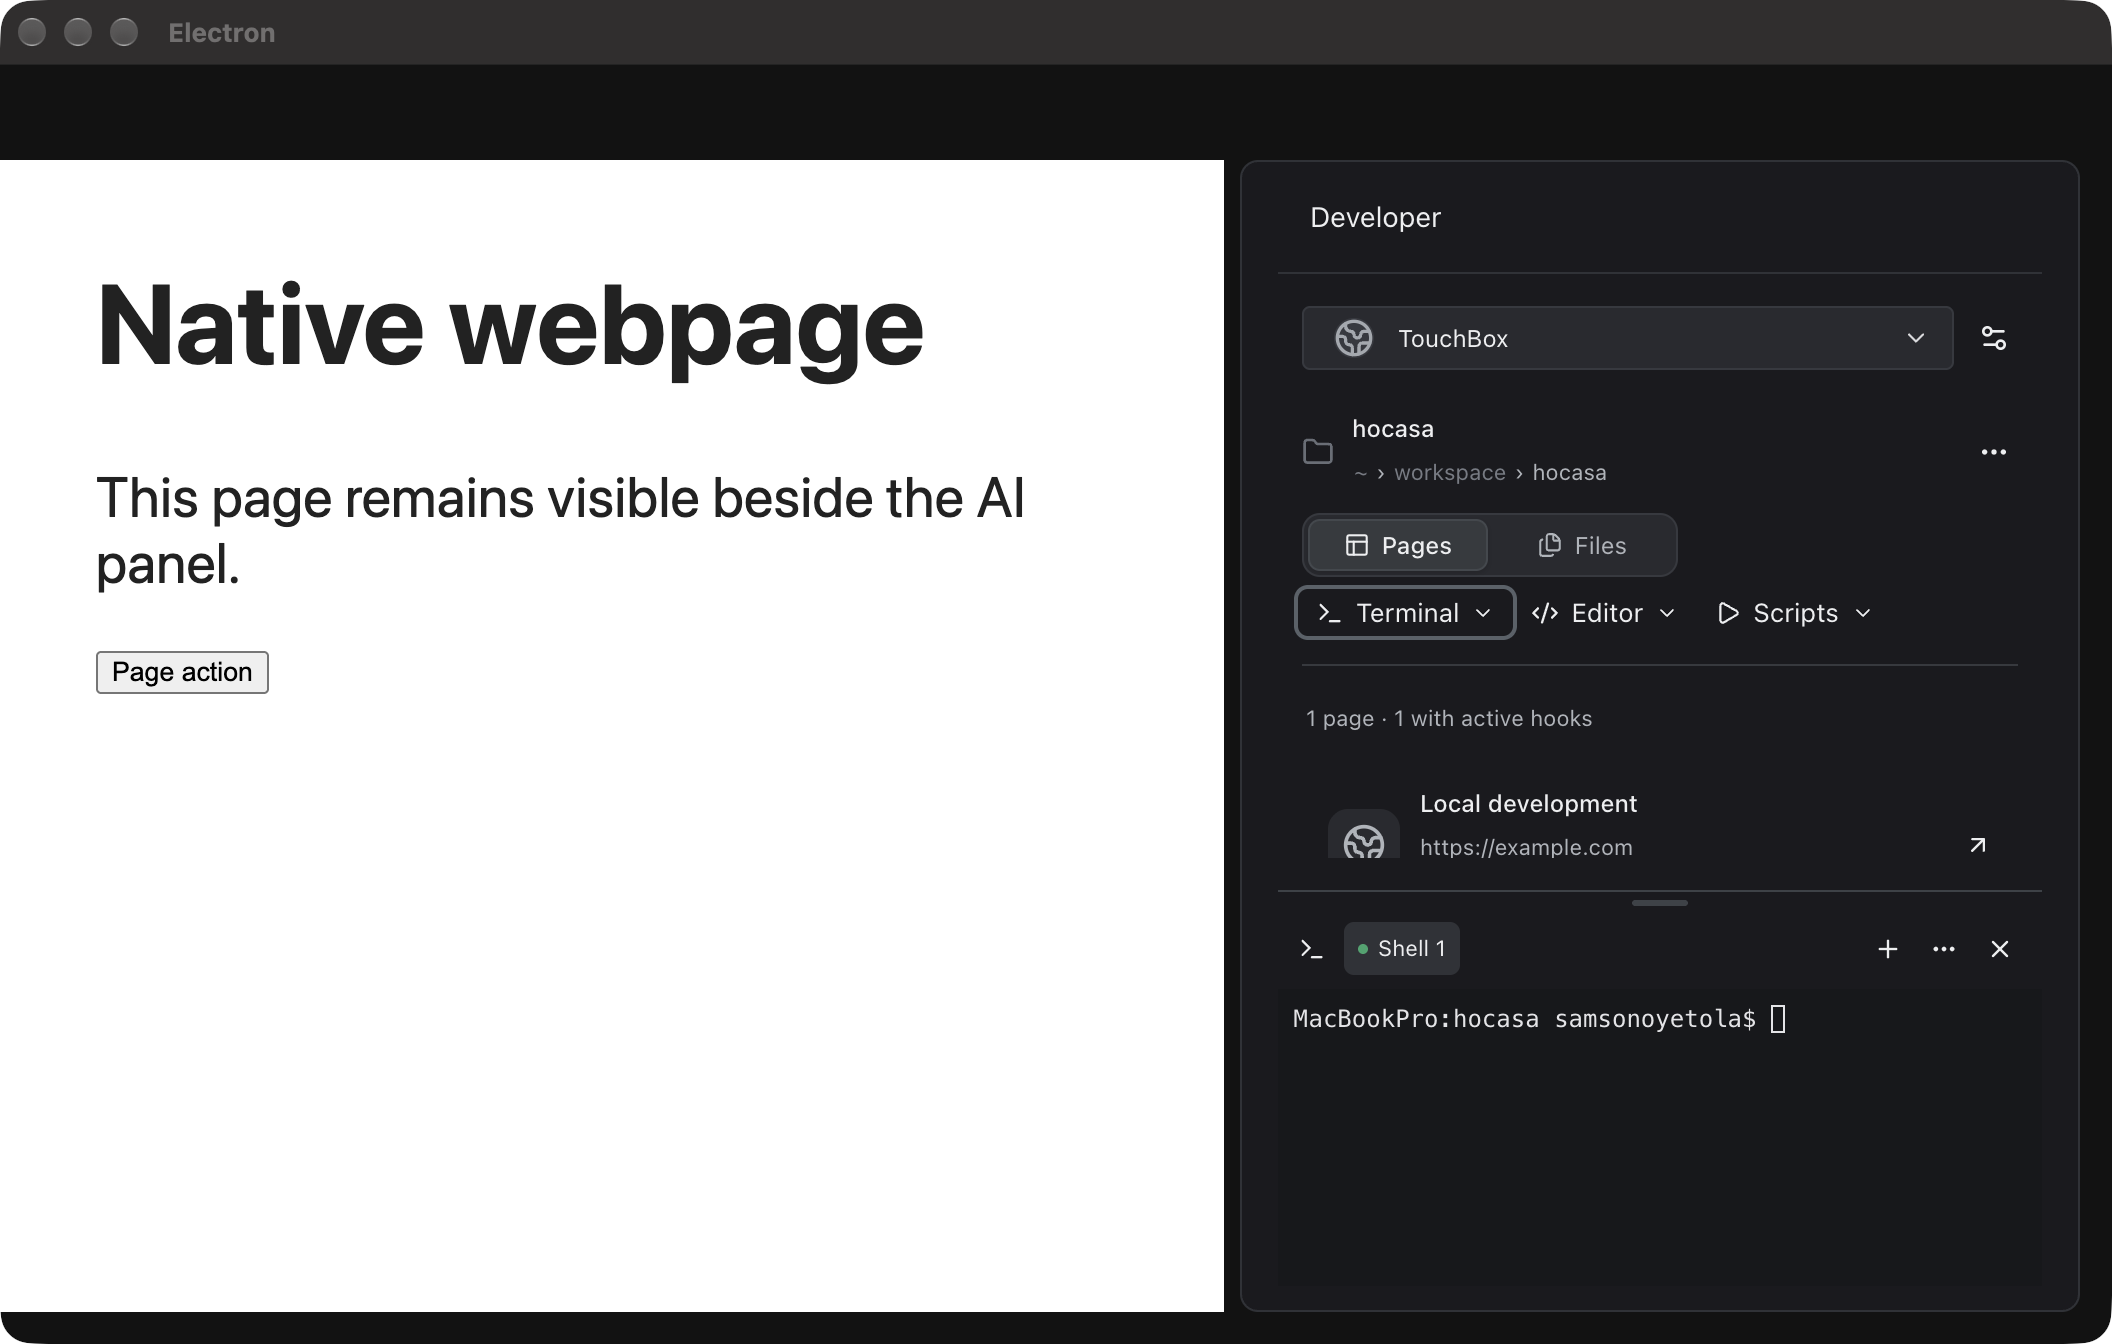 Electron
Native webpage
This page remains visible beside the AI
panel.
Page action
Developer
TouchBox
hocasa
~ › workspace › hocasa
Pages
Files
Terminal
Editor
Scripts
1 page · 1 with active hooks
Local development
https://example.com
Shell 1
MacBookPro:hocasa samsonoyetola$